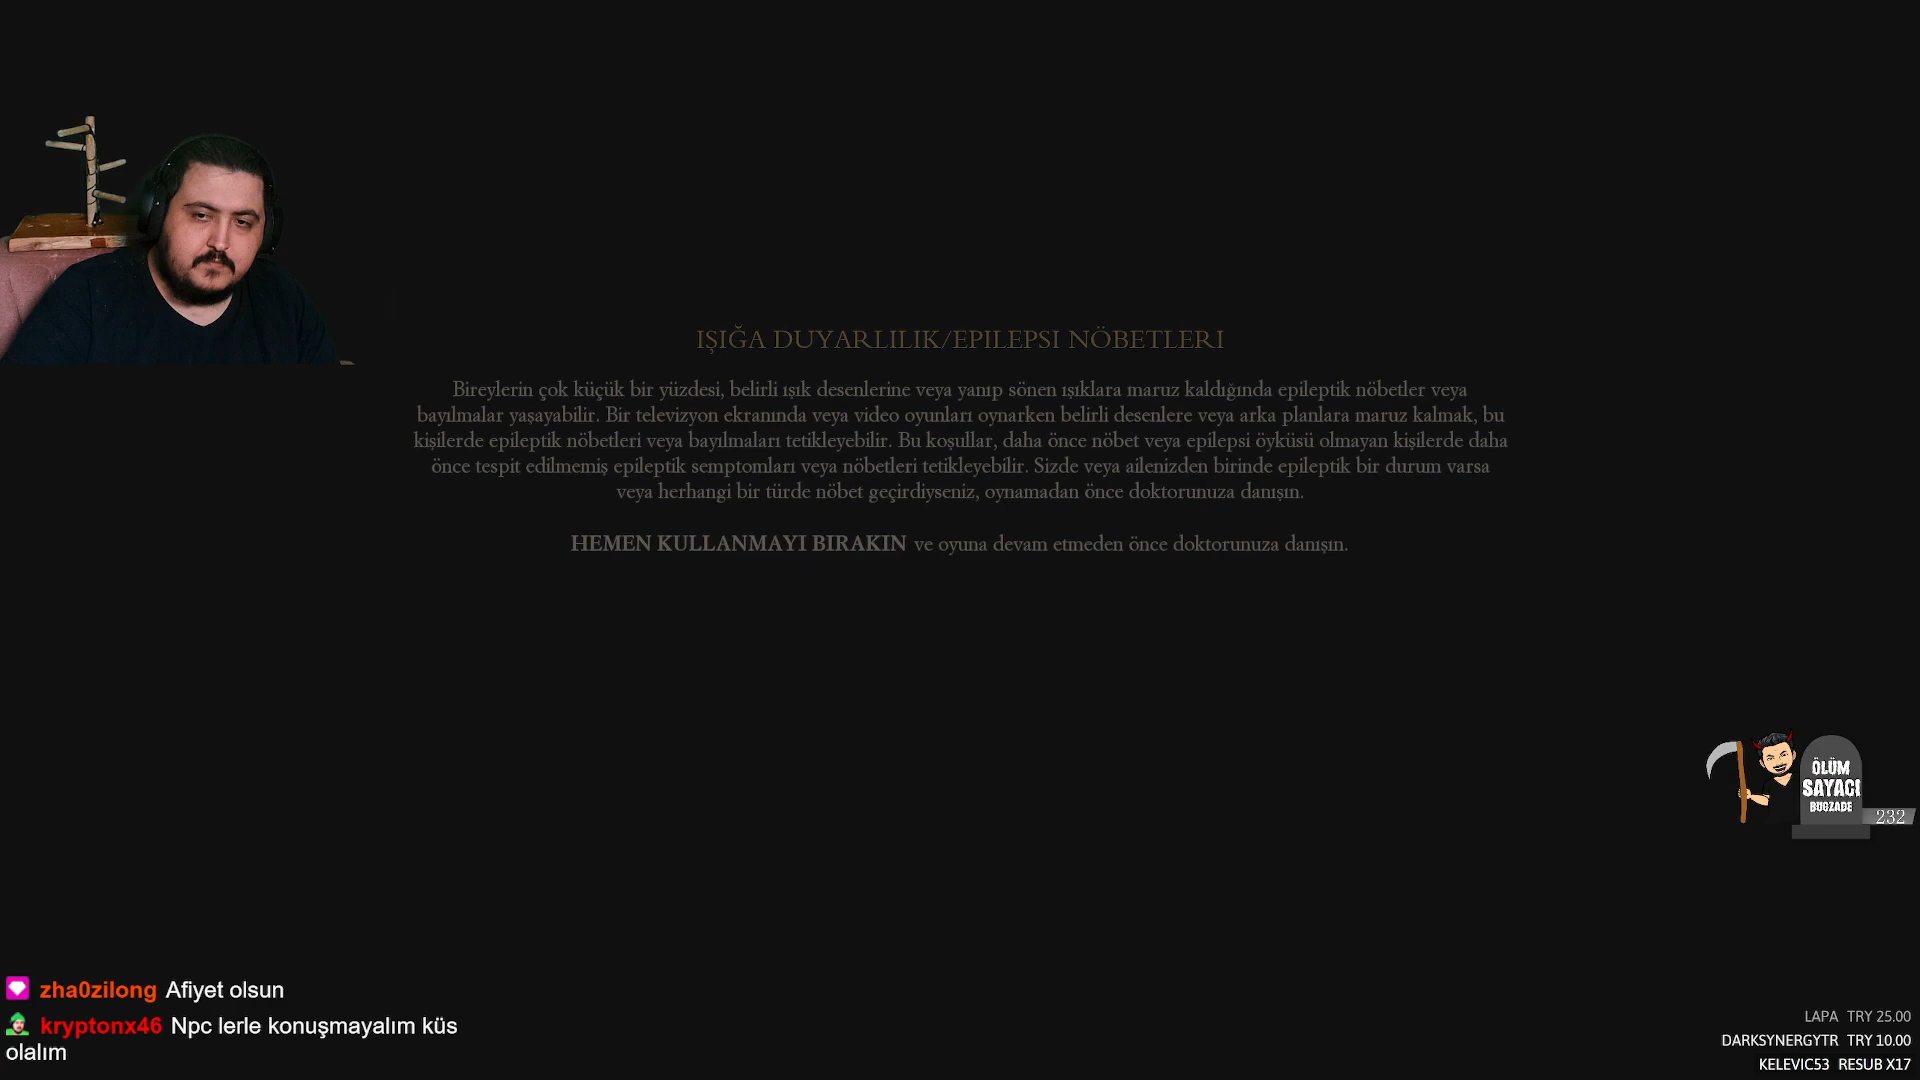 IŞIĞA DUYARLILIK/EPILEPSI NÖBETLERI
Bireylerin çok küçük bir yüzdesi, belirli ışık desenlerine veya yanıp sönen ışıklara maruz kaldığında epileptik nöbetler veya
bayılmalar yaşayabilir. Bir televizyon ekranında veya video oyunları oynarken belirli desenlere veya arka planlara maruz kalmak, bu
kişilerde epileptik nöbetleri veya bayılmaları tetikleyebilir. Bu koşullar, daha önce nöbet veya epilepsi öyküsü olmayan kişilerde daha
önce tespit edilmemiş epileptik semptomları veya nöbetleri tetikleyebilir. Sizde veya ailenizden birinde epileptik bir durum varsa
veya herhangi bir türde nöbet geçirdiyseniz, oynamadan önce doktorunuza danışın.
HEMEN KULLANMAYI BIRAKIN ve oyuna devam etmeden önce doktorunuza danışın.
ÖLÜM
SAYACI
BUGZADE
232
zha0zilong Afiyet olsun
kryptonx46 Npc lerle konuşmayalım küs
olalım
LAPA TRY 25.00
DARKSYNERGYTR TRY 10.00
KELEVIC53 RESUB X17